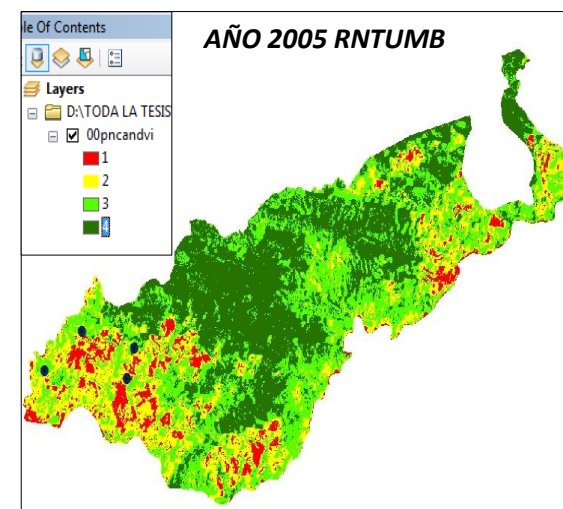 le Of Contents
AÑO 2005 RNTUMB
Layers
D:\TODA LA TESIS
00pncandvi
1
2
3
4